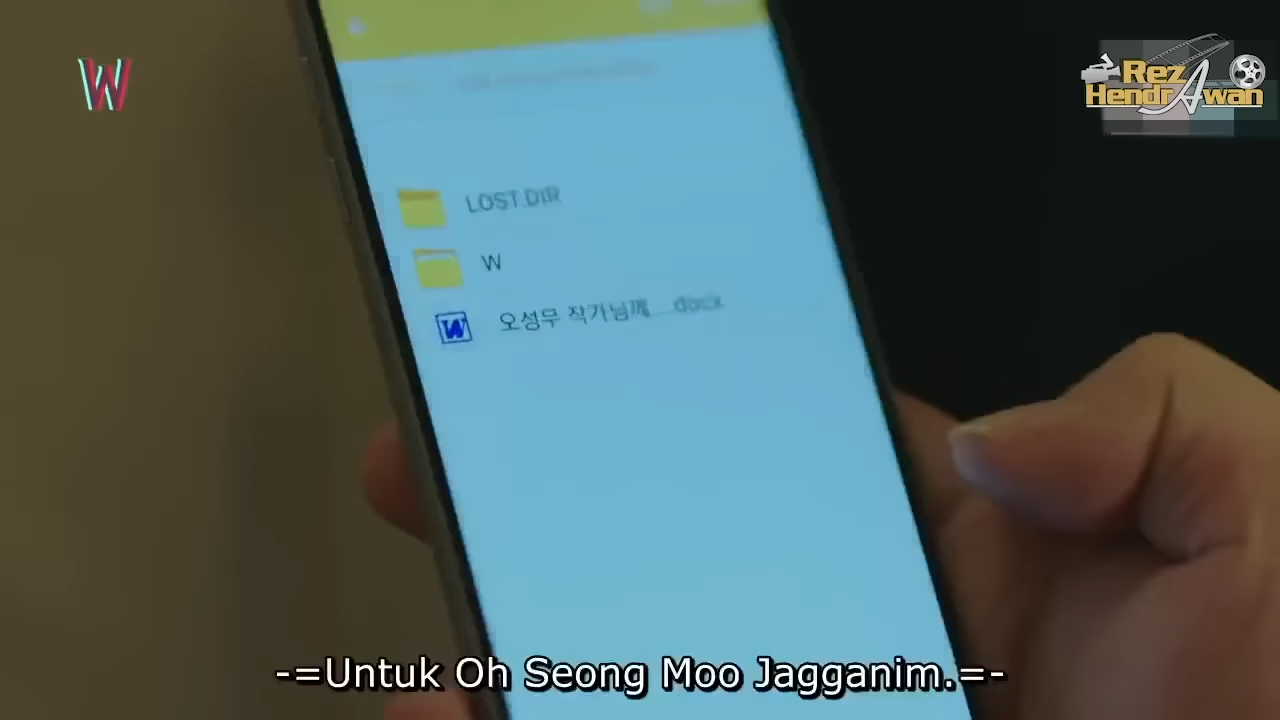 W
Rez
HendrAwan
LOST.DIR
W
오성무 작가님께....docx
-=Untuk Oh Seong Moo Jagganim.=-